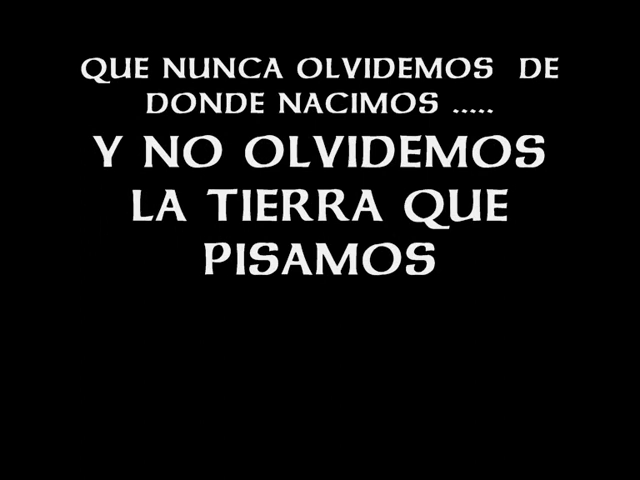 QUE NUNCA OLVIDEMOS DE
DONDE NACIMOS .....
Y NO OLVIDEMOS
LA TIERRA QUE
PISAMOS